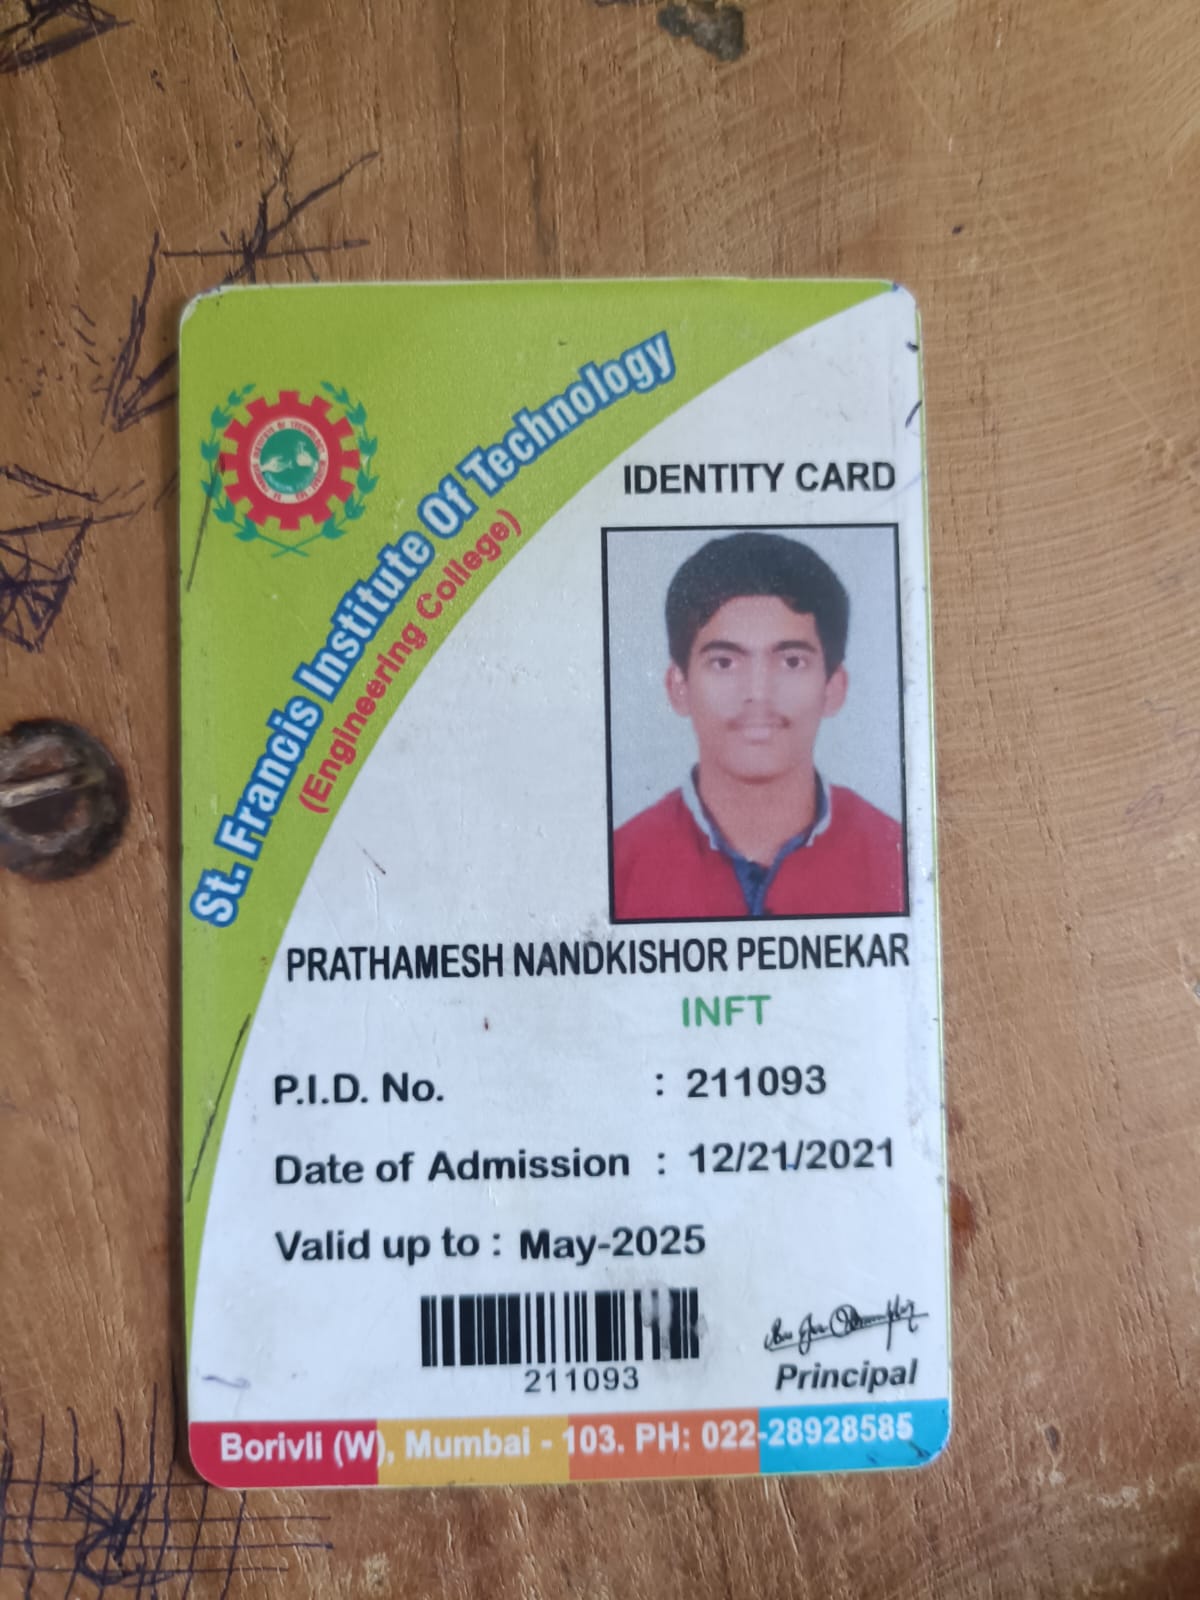 St. Francis Institute Of Technology
(Engineering College)
IDENTITY CARD
PRATHAMESH NANDKISHOR PEDNEKAR
INFT
P.I.D. No. : 211093
Date of Admission : 12/21/2021
Valid up to : May-2025
211093
Principal
Borivli (W), Mumbai - 103. PH: 022-28928585